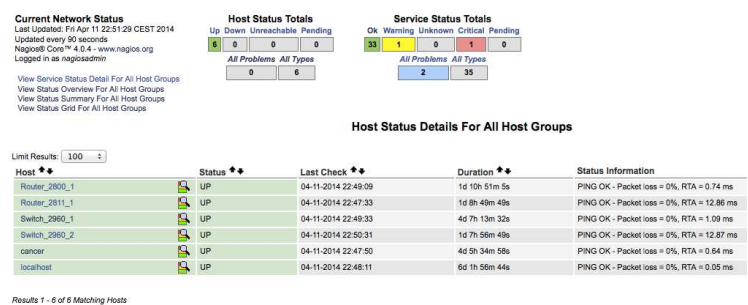 Current Network Status
Last Updated: Fri Apr 11 22:51:29 CEST 2014
Updated every 90 seconds
Nagios® Core™ 4.0.4 - www.nagios.org
Logged in as nagiosadmin
View Service Status Detail For All Host Groups
View Status Overview For All Host Groups
View Status Summary For All Host Groups
View Status Grid For All Host Groups
Host Status Totals
Up Down Unreachable Pending
6 0 0 0
All Problems All Types
0 6
Service Status Totals
Ok Warning Unknown Critical Pending
33 1 0 1 0
All Problems All Types
2 35
Host Status Details For All Host Groups
Limit Results: 100
Host Status Last Check Duration Status Information
Router_2800_1 UP 04-11-2014 22:49:09 1d 10h 51m 5s PING OK - Packet loss = 0%, RTA = 0.74 ms
Router_2811_1 UP 04-11-2014 22:47:33 1d 8h 49m 49s PING OK - Packet loss = 0%, RTA = 12.86 ms
Switch_2960_1 UP 04-11-2014 22:49:33 4d 7h 13m 32s PING OK - Packet loss = 0%, RTA = 1.09 ms
Switch_2960_2 UP 04-11-2014 22:50:31 1d 7h 56m 49s PING OK - Packet loss = 0%, RTA = 12.87 ms
cancer UP 04-11-2014 22:47:50 4d 5h 34m 58s PING OK - Packet loss = 0%, RTA = 0.64 ms
localhost UP 04-11-2014 22:48:11 6d 1h 56m 44s PING OK - Packet loss = 0%, RTA = 0.05 ms
Results 1 - 6 of 6 Matching Hosts